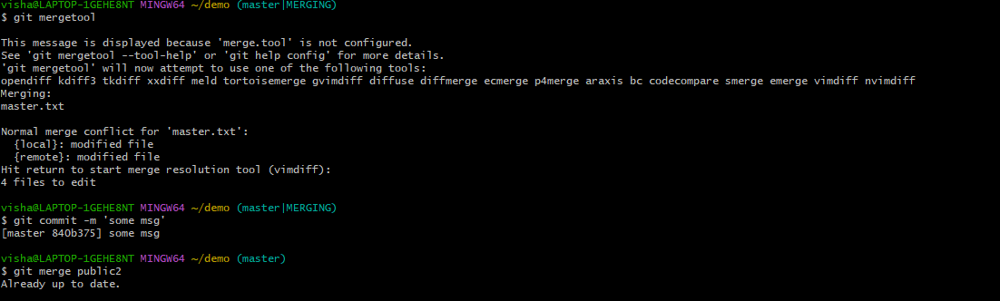 visha@LAPTOP-1GEHE8NT MINGW64 ~/demo (master|MERGING)
$ git mergetool
This message is displayed because 'merge.tool' is not configured.
See 'git mergetool --tool-help' or 'git help config' for more details.
'git mergetool' will now attempt to use one of the following tools:
opendiff kdiff3 tkdiff xxdiff meld tortoisemerge gvimdiff diffuse diffmerge ecmerge p4merge araxis bc codecompare smerge emerge vimdiff nvimdiff
Merging:
master.txt
Normal merge conflict for 'master.txt':
  {local}: modified file
  {remote}: modified file
Hit return to start merge resolution tool (vimdiff):
4 files to edit
visha@LAPTOP-1GEHE8NT MINGW64 ~/demo (master|MERGING)
$ git commit -m 'some msg'
[master 840b375] some msg
visha@LAPTOP-1GEHE8NT MINGW64 ~/demo (master)
$ git merge public2
Already up to date.